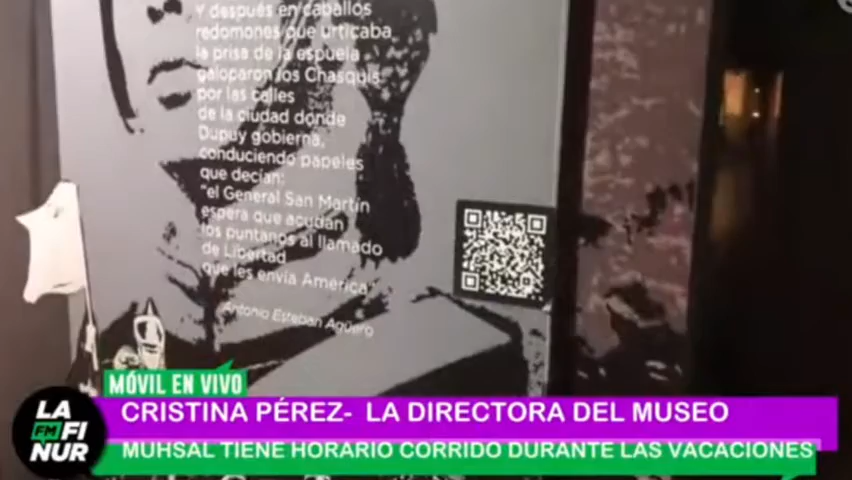 Y después en caballos
redomones que urticaba
la prisa de la espuela
galoparon los Chasquis
por las calles
de la ciudad donde
Dupuy gobierna,
conduciendo papeles
que decían:
"el General San Martín
espera que acudan
los puntanos al llamado
de Libertad
que les envía América."
Antonio Esteban Agüero
MÓVIL EN VIVO
CRISTINA PÉREZ- LA DIRECTORA DEL MUSEO
MUHSAL TIENE HORARIO CORRIDO DURANTE LAS VACACIONES
LA
FM FI
NUR